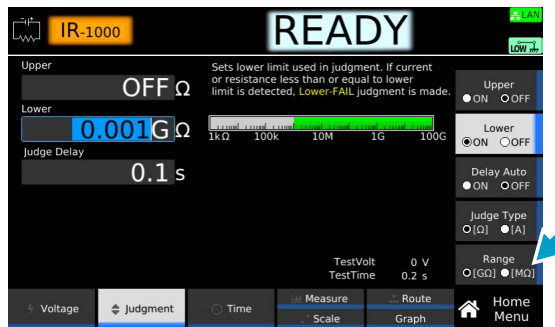 IR-1000
READY
LAN
LOW
Upper
OFF Ω
Lower
0.001G Ω
Judge Delay
0.1 s
Sets lower limit used in judgment. If current
or resistance less than or equal to lower
limit is detected, Lower-FAIL judgment is made.
1kΩ 100k 10M 1G 100G
TestVolt 0 V
TestTime 0.2 s
Upper
ON OFF
Lower
ON OFF
Delay Auto
ON OFF
Judge Type
[Ω] [A]
Range
[GΩ] [MΩ]
Voltage
Judgment
Time
Measure
Scale
Route
Graph
Home
Menu